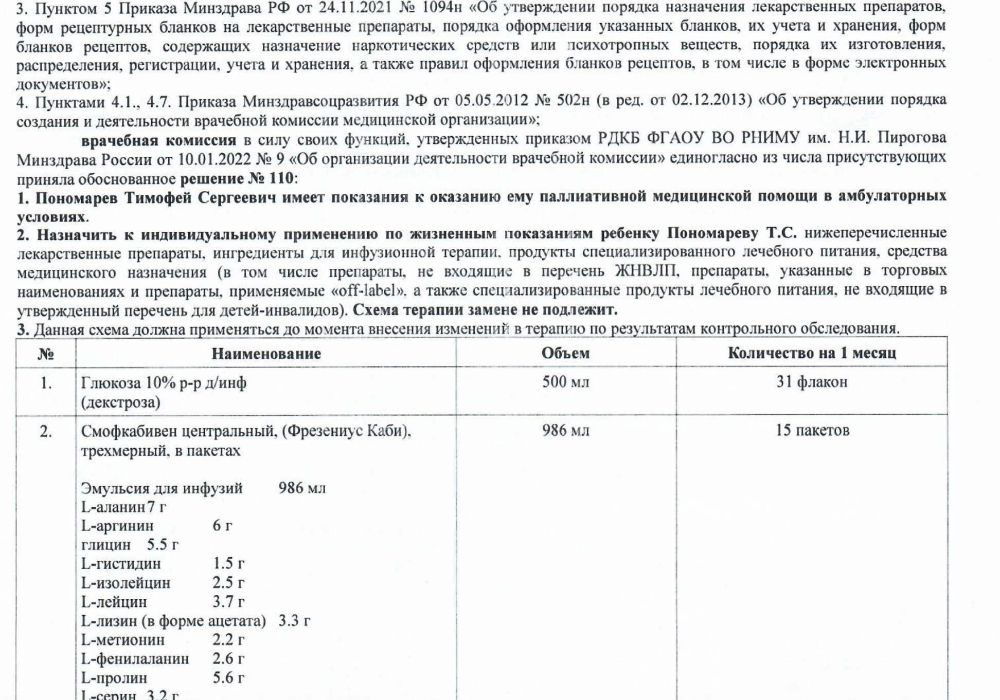 3. Пунктом 5 Приказа Минздрава РФ от 24.11.2021 № 1094н «Об утверждении порядка назначения лекарственных препаратов,
форм рецептурных бланков на лекарственные препараты, порядка оформления указанных бланков, их учета и хранения, форм
бланков рецептов, содержащих назначение наркотических средств или психотропных веществ, порядка их изготовления,
распределения, регистрации, учета и хранения, а также правил оформления бланков рецептов, в том числе в форме электронных
документов»;
4. Пунктами 4.1., 4.7. Приказа Минздравсоцразвития РФ от 05.05.2012 № 502н (в ред. от 02.12.2013) «Об утверждении порядка
создания и деятельности врачебной комиссии медицинской организации»;
врачебная комиссия в силу своих функций, утвержденных приказом РДКБ ФГАОУ ВО РНИМУ им. Н.И. Пирогова
Минздрава России от 10.01.2022 № 9 «Об организации деятельности врачебной комиссии» единогласно из числа присутствующих
приняла обоснованное решение № 110:
1. Пономарев Тимофей Сергеевич имеет показания к оказанию ему паллиативной медицинской помощи в амбулаторных
условиях.
2. Назначить к индивидуальному применению по жизненным показаниям ребенку Пономареву Т.С. нижеперечисленные
лекарственные препараты, ингредиенты для инфузионной терапии, продукты специализированного лечебного питания, средства
медицинского назначения (в том числе препараты, не входящие в перечень ЖНВЛП, препараты, указанные в торговых
наименованиях и препараты, применяемые «off-label», а также специализированные продукты лечебного питания, не входящие в
утвержденный перечень для детей-инвалидов). Схема терапии замене не подлежит.
3. Данная схема должна применяться до момента внесения изменений в терапию по результатам контрольного обследования.
№ Наименование Объем Количество на 1 месяц
1. Глюкоза 10% р-р д/инф 500 мл 31 флакон
(декстроза)
2. Смофкабивен центральный, (Фрезениус Каби), 986 мл 15 пакетов
трехмерный, в пакетах
Эмульсия для инфузий 986 мл
L-аланин 7 г
L-аргинин 6 г
глицин 5.5 г
L-гистидин 1.5 г
L-изолейцин 2.5 г
L-лейцин 3.7 г
L-лизин (в форме ацетата) 3.3 г
L-метионин 2.2 г
L-фенилаланин 2.6 г
L-пролин 5.6 г
L-серин 3.2 г